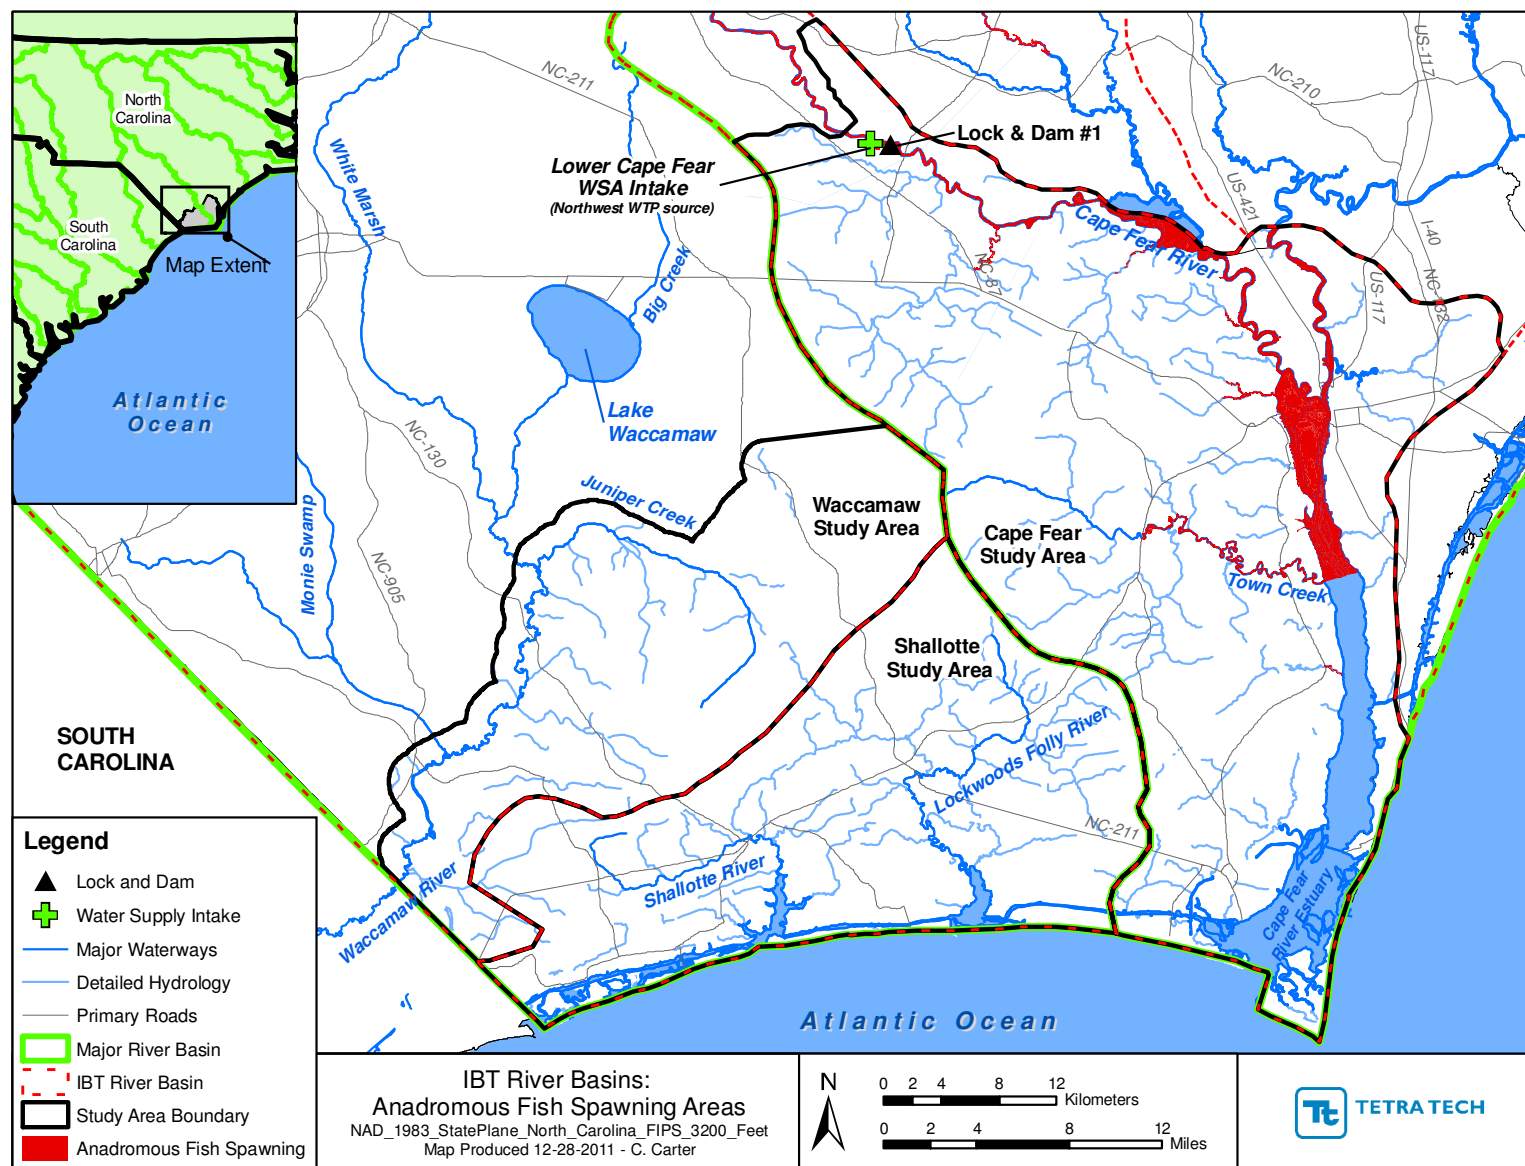 North
Carolina
South
Carolina
Map Extent
Atlantic
Ocean
NC-211
White Marsh
Lower Cape Fear
WSA Intake
(Northwest WTP source)
Lock & Dam #1
US-117
NC-210
US-421
I-40
NC-132
US-117
Cape Fear River
NC-87
Big Creek
Lake
Waccamaw
NC-130
Juniper Creek
Monie Swamp
NC-905
Waccamaw
Study Area
Cape Fear
Study Area
Town Creek
Shallotte
Study Area
Lockwoods Folly River
NC-211
SOUTH
CAROLINA
Shallotte River
Waccamaw River
Cape Fear
River Estuary
Atlantic Ocean
Legend
Lock and Dam
Water Supply Intake
Major Waterways
Detailed Hydrology
Primary Roads
Major River Basin
IBT River Basin
Study Area Boundary
Anadromous Fish Spawning
IBT River Basins:
Anadromous Fish Spawning Areas
NAD_1983_StatePlane_North_Carolina_FIPS_3200_Feet
Map Produced 12-28-2011 - C. Carter
N
0 2 4 8 12
Kilometers
0 2 4 8 12
Miles
Tt TETRA TECH